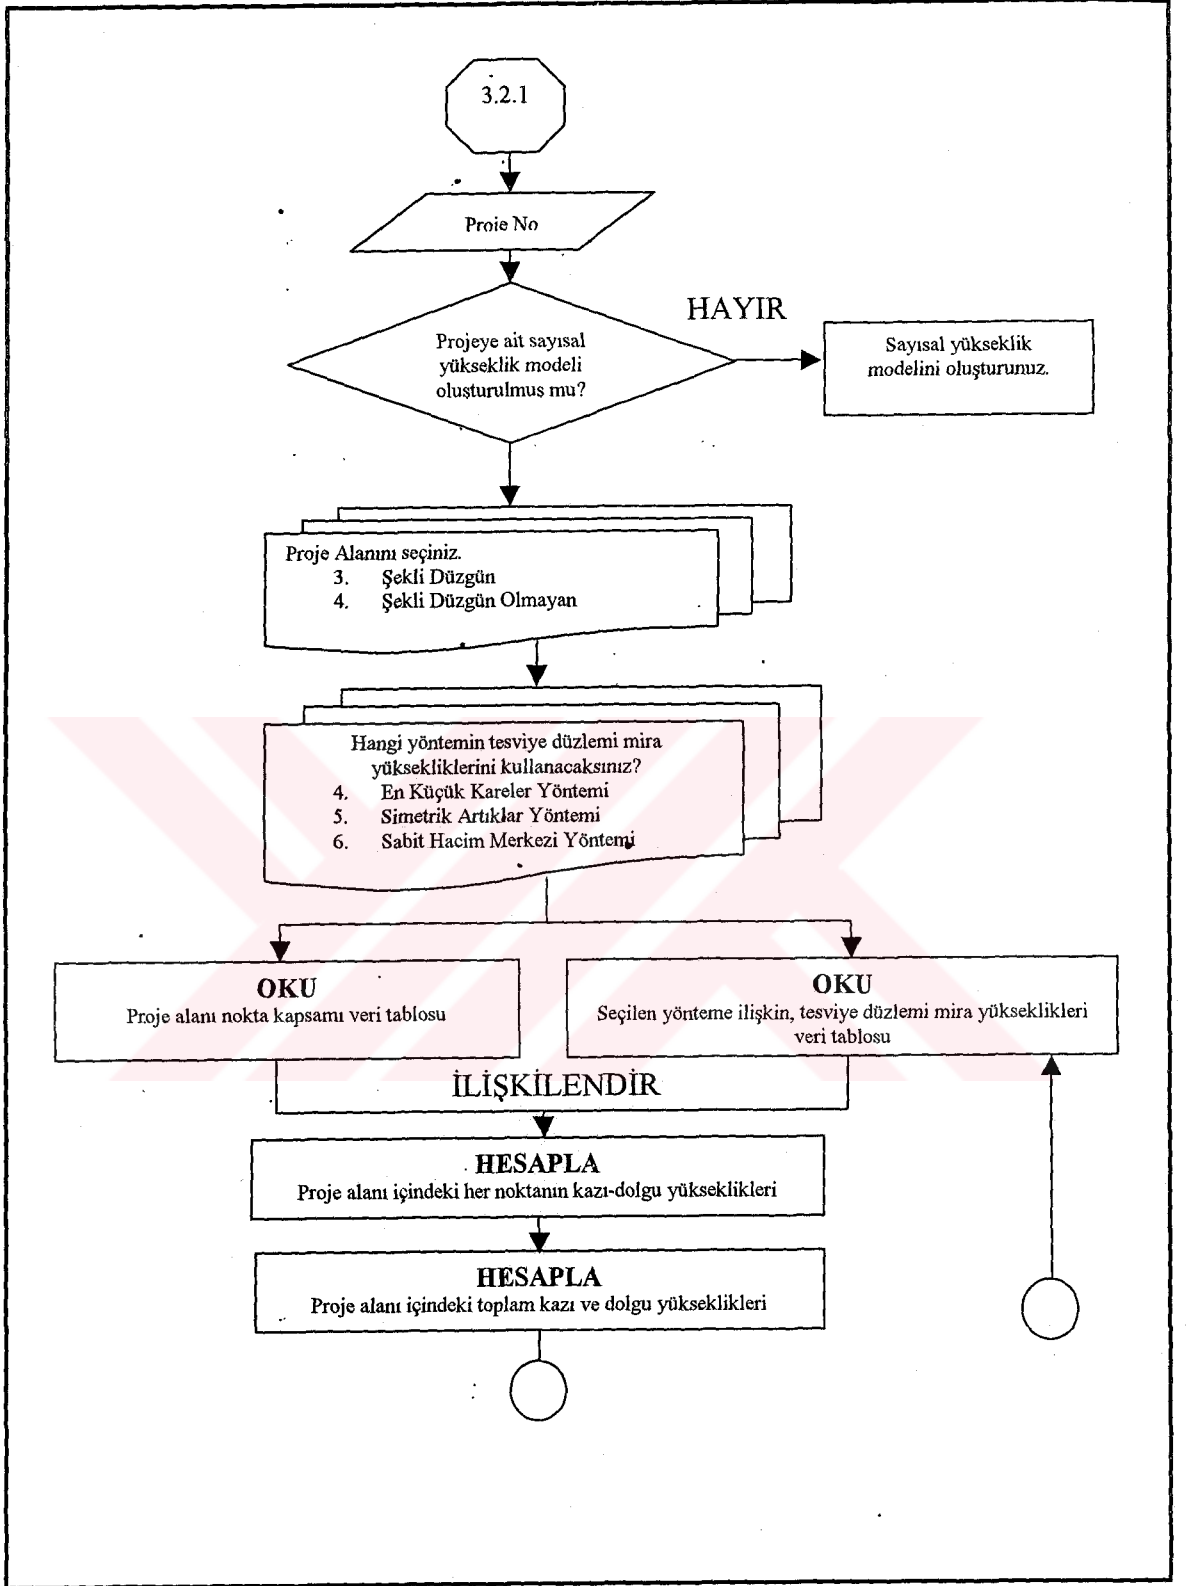 3.2.1
Proje No
HAYIR
Projeye ait sayısal
yükseklik modeli
oluşturulmuş mu?
Sayısal yükseklik
modelini oluşturunuz.
Proje Alanını seçiniz.
3. Şekli Düzgün
4. Şekli Düzgün Olmayan
Hangi yöntemin tesviye düzlemi mira
yüksekliklerini kullanacaksınız?
4. En Küçük Kareler Yöntemi
5. Simetrik Artıklar Yöntemi
6. Sabit Hacim Merkezi Yöntemi
OKU
Proje alanı nokta kapsamı veri tablosu
OKU
Seçilen yönteme ilişkin, tesviye düzlemi mira yükseklikleri
veri tablosu
İLİŞKİLENDİR
HESAPLA
Proje alanı içindeki her noktanın kazı-dolgu yükseklikleri
HESAPLA
Proje alanı içindeki toplam kazı ve dolgu yükseklikleri